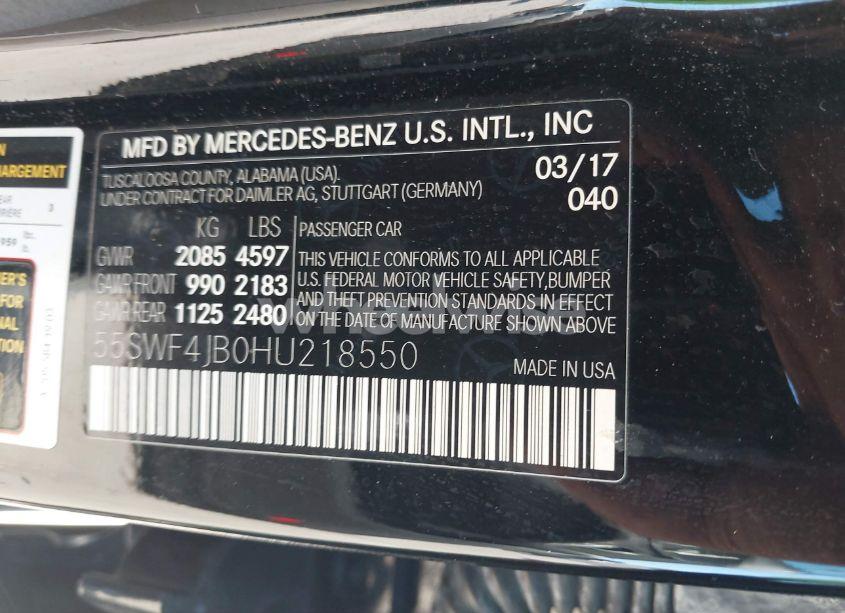 MFD BY MERCEDES-BENZ U.S. INTL., INC
TUSCALOOSA COUNTY, ALABAMA (USA).
UNDER CONTRACT FOR DAIMLER AG, STUTTGART (GERMANY)
03/17
040
KG LBS
GVWR 2085 4597
GAWR FRONT 990 2183
GAWR REAR 1125 2480
PASSENGER CAR
THIS VEHICLE CONFORMS TO ALL APPLICABLE
U.S. FEDERAL MOTOR VEHICLE SAFETY,BUMPER
AND THEFT PREVENTION STANDARDS IN EFFECT
ON THE DATE OF MANUFACTURE SHOWN ABOVE
55SWF4JB0HU218550
MADE IN USA